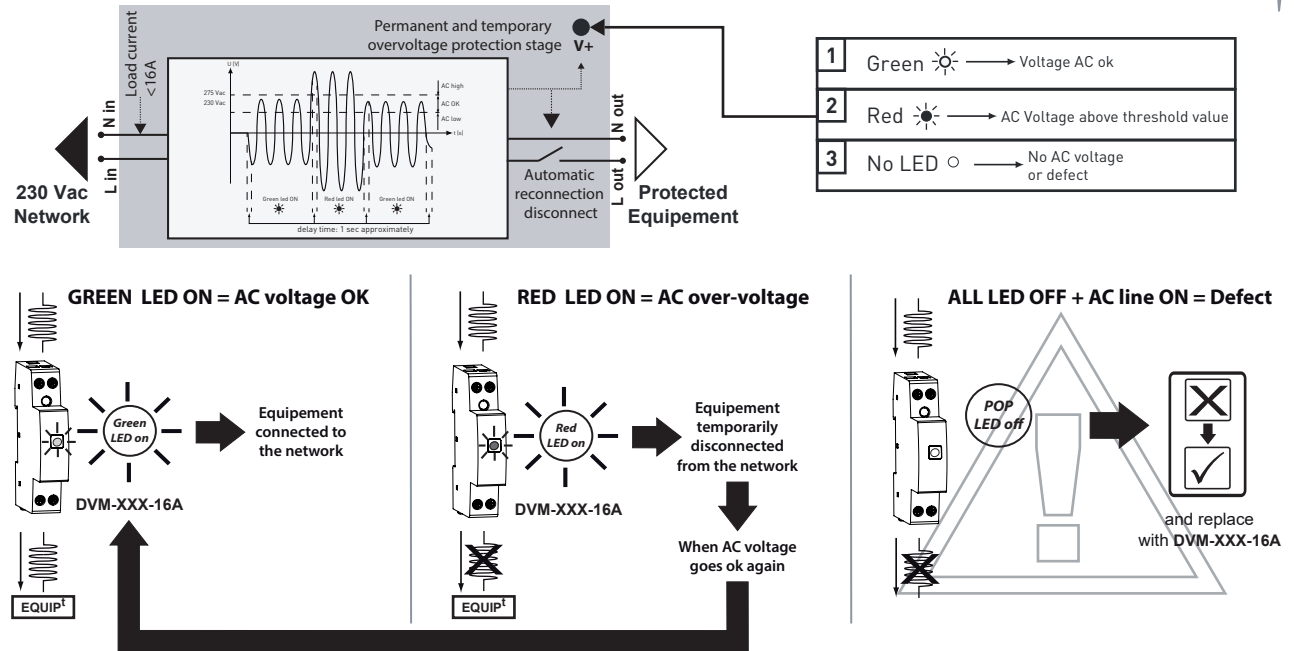 Load current
<16A
Permanent and temporary
overvoltage protection stage
V+
U (V)
275 Vac
230 Vac
AC high
AC OK
AC low
t (s)
Green led ON
Red led ON
Green led ON
delay time: 1 sec approximately
N in
L in
230 Vac
Network
N out
L out
Automatic
reconnection
disconnect
Protected
Equipement
1 Green Voltage AC ok
2 Red AC Voltage above threshold value
3 No LED No AC voltage
or defect
GREEN LED ON = AC voltage OK
Green
LED on
Equipement
connected to
the network
DVM-XXX-16A
EQUIPt
RED LED ON = AC over-voltage
Red
LED on
Equipement
temporarily
disconnected
from the network
DVM-XXX-16A
When AC voltage
goes ok again
EQUIPt
ALL LED OFF + AC line ON = Defect
POP
LED off
and replace
with DVM-XXX-16A